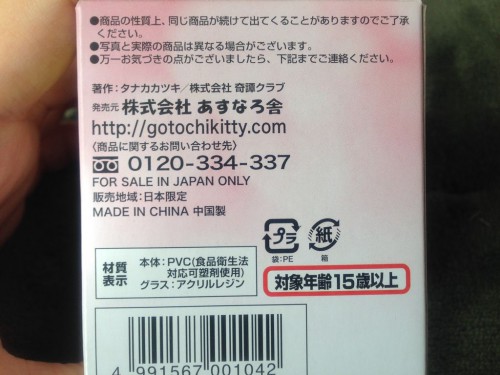 ●商品の性質上、同じ商品が続けて出てくることがありますのでご了承
ください。
●写真と実際の商品は異なる場合がございます。
●万一お気づきの点がございましたら、下記までご連絡ください。
著作：タナカカツキ／株式会社 奇譚クラブ
発売元 株式会社 あすなろ舎
http://gotochikitty.com
〈商品に関するお問い合わせ先〉
0120-334-337
FOR SALE IN JAPAN ONLY
販売地域：日本限定
MADE IN CHINA 中国製
プラ 紙
袋：PE 箱
材質
表示
本体：PVC(食品衛生法
対応可塑剤使用)
グラス：アクリルレジン
対象年齢15歳以上
4 991567 001042